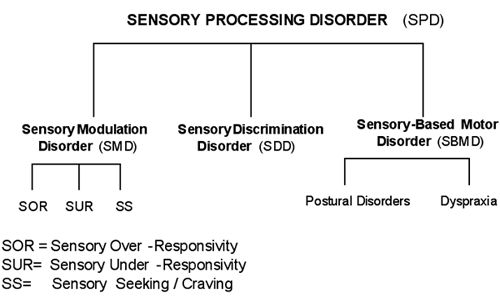 SENSORY PROCESSING DISORDER (SPD)
Sensory Modulation
Disorder (SMD)
Sensory Discrimination
Disorder (SDD)
Sensory-Based Motor
Disorder (SBMD)
SOR SUR SS
Postural Disorders Dyspraxia
SOR = Sensory Over -Responsivity
SUR= Sensory Under -Responsivity
SS= Sensory Seeking / Craving